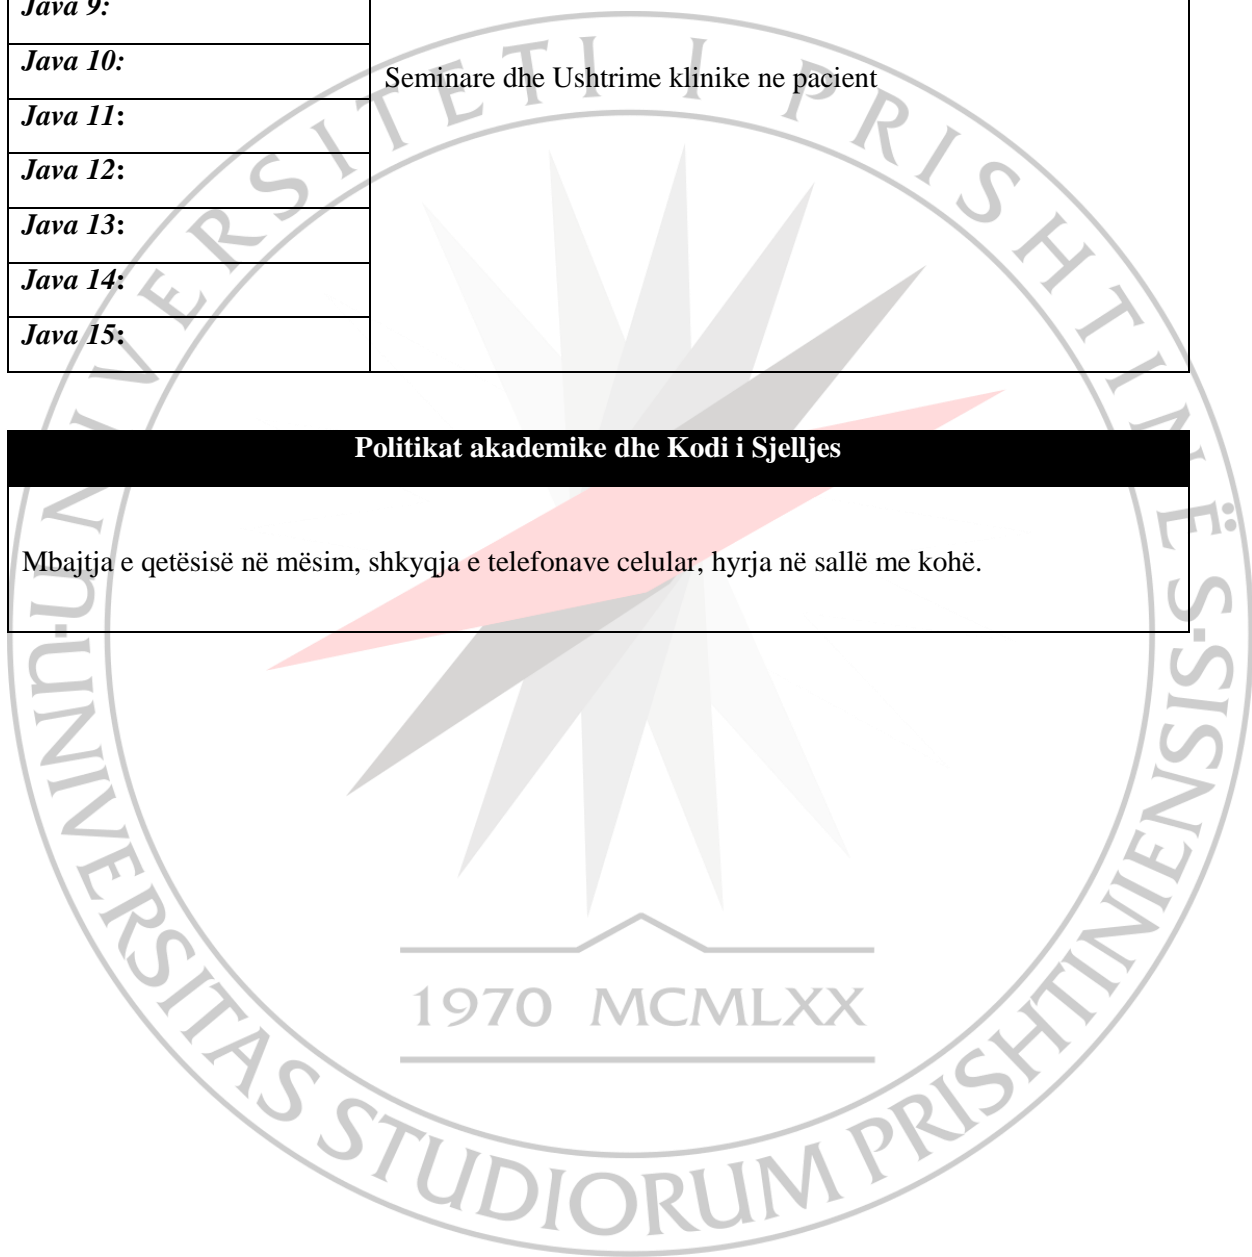 Java 9:
Java 10:
Seminare dhe Ushtrime klinike ne pacient
Java 11:
Java 12:
Java 13:
Java 14:
Java 15:
Politikat akademike dhe Kodi i Sjelljes
Mbajtja e qetësisë në mësim, shkyqja e telefonave celular, hyrja në sallë me kohë.
UNIVERSITETI I PRISHTINËS
UNIVERSITAS STUDIORUM PRISHTINIENSIS
1970 MCMLXX